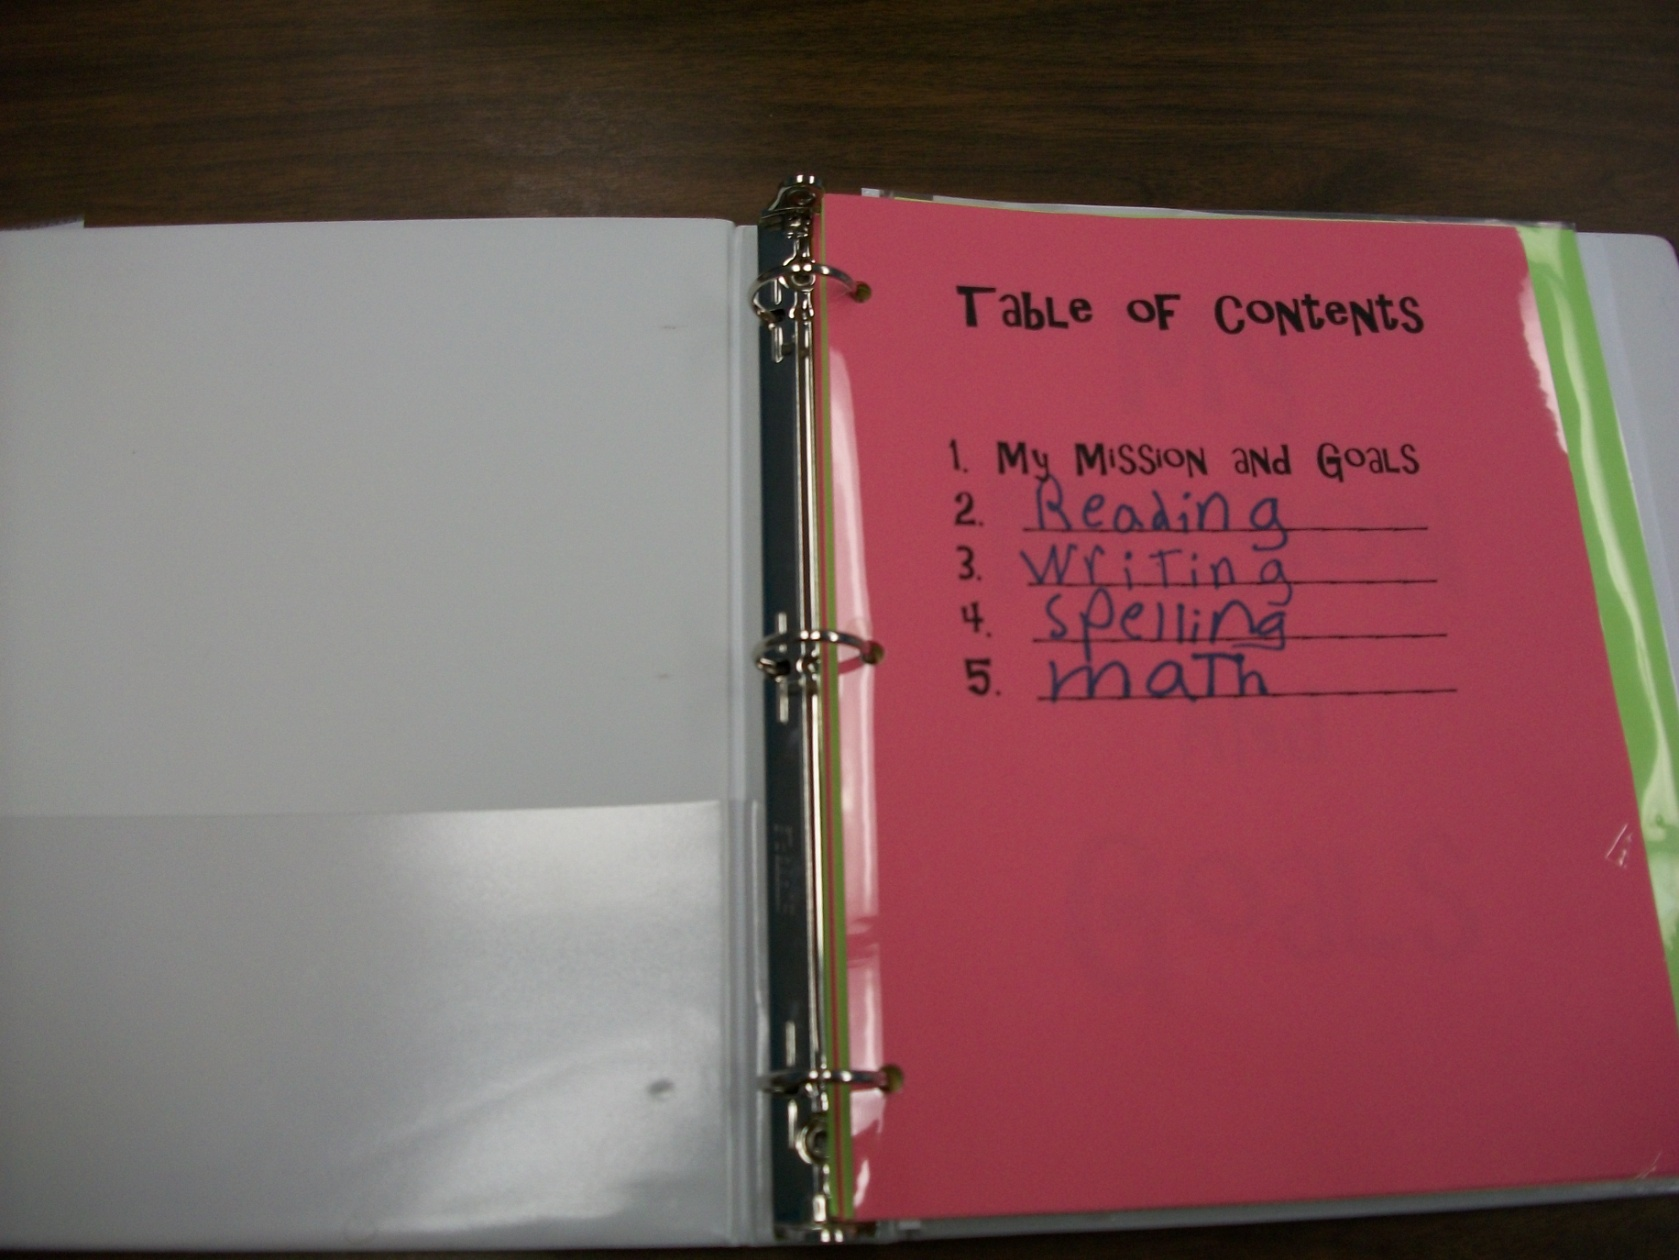 Table of Contents
1. My Mission and Goals
2. Reading
3. Writing
4. spelling
5. math